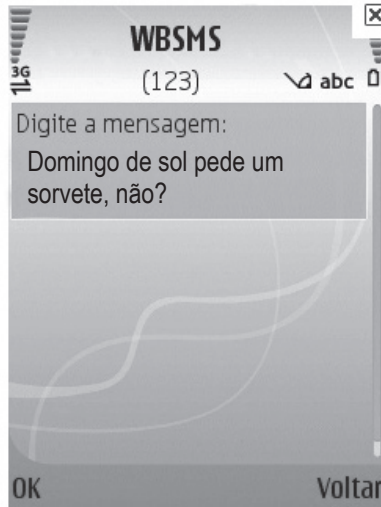 WBSMS
3G (123) abc
Digite a mensagem:
Domingo de sol pede um
sorvete, não?
OK Voltar